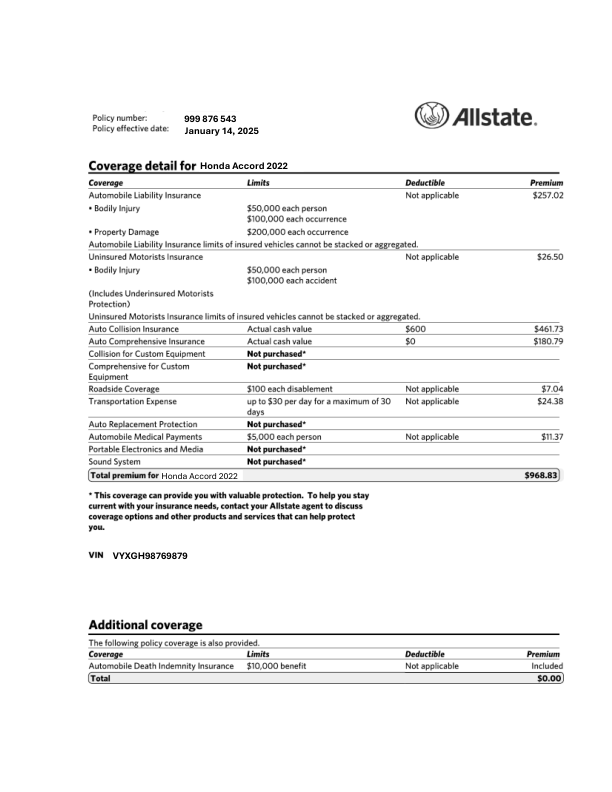 Policy number: 999 876 543
Policy effective date: January 14, 2025
Allstate.
Coverage detail for Honda Accord 2022
Coverage Limits Deductible Premium
Automobile Liability Insurance Not applicable $257.02
• Bodily Injury $50,000 each person
$100,000 each occurrence
• Property Damage $200,000 each occurrence
Automobile Liability Insurance limits of insured vehicles cannot be stacked or aggregated.
Uninsured Motorists Insurance Not applicable $26.50
• Bodily Injury $50,000 each person
$100,000 each accident
(Includes Underinsured Motorists
Protection)
Uninsured Motorists Insurance limits of insured vehicles cannot be stacked or aggregated.
Auto Collision Insurance Actual cash value $600 $461.73
Auto Comprehensive Insurance Actual cash value $0 $180.79
Collision for Custom Equipment Not purchased*
Comprehensive for Custom Not purchased*
Equipment
Roadside Coverage $100 each disablement Not applicable $7.04
Transportation Expense up to $30 per day for a maximum of 30 Not applicable $24.38
days
Auto Replacement Protection Not purchased*
Automobile Medical Payments $5,000 each person Not applicable $11.37
Portable Electronics and Media Not purchased*
Sound System Not purchased*
Total premium for Honda Accord 2022 $968.83
* This coverage can provide you with valuable protection. To help you stay
current with your insurance needs, contact your Allstate agent to discuss
coverage options and other products and services that can help protect
you.
VIN VYXGH98769879
Additional coverage
The following policy coverage is also provided.
Coverage Limits Deductible Premium
Automobile Death Indemnity Insurance $10,000 benefit Not applicable Included
Total $0.00